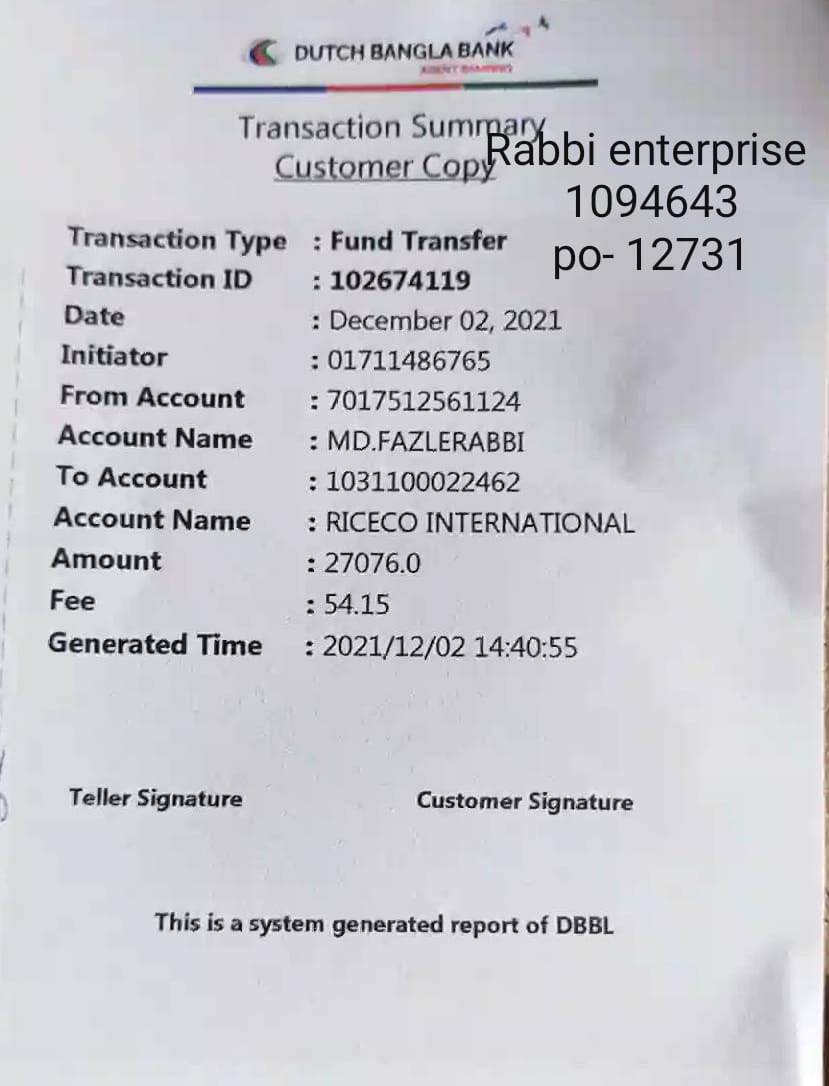 DUTCH BANGLA BANK
AGENT BANKING
Transaction Summary
Customer Copy
Rabbi enterprise
1094643
po- 12731
Transaction Type : Fund Transfer
Transaction ID : 102674119
Date : December 02, 2021
Initiator : 01711486765
From Account : 7017512561124
Account Name : MD.FAZLERABBI
To Account : 1031100022462
Account Name : RICECO INTERNATIONAL
Amount : 27076.0
Fee : 54.15
Generated Time : 2021/12/02 14:40:55
Teller Signature Customer Signature
This is a system generated report of DBBL